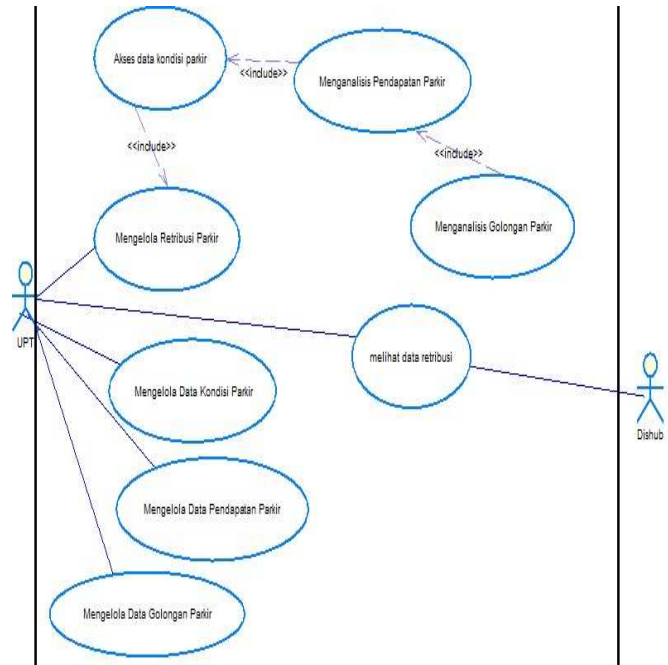 Akses data kondisi parkir
<<include>>
Menganalisis Pendapatan Parkir
<<include>>
<<include>>
Mengelola Retribusi Parkir
Menganalisis Golongan Parkir
UPT
melihat data retribusi
Mengelola Data Kondisi Parkir
Dishub
Mengelola Data Pendapatan Parkir
Mengelola Data Golongan Parkir